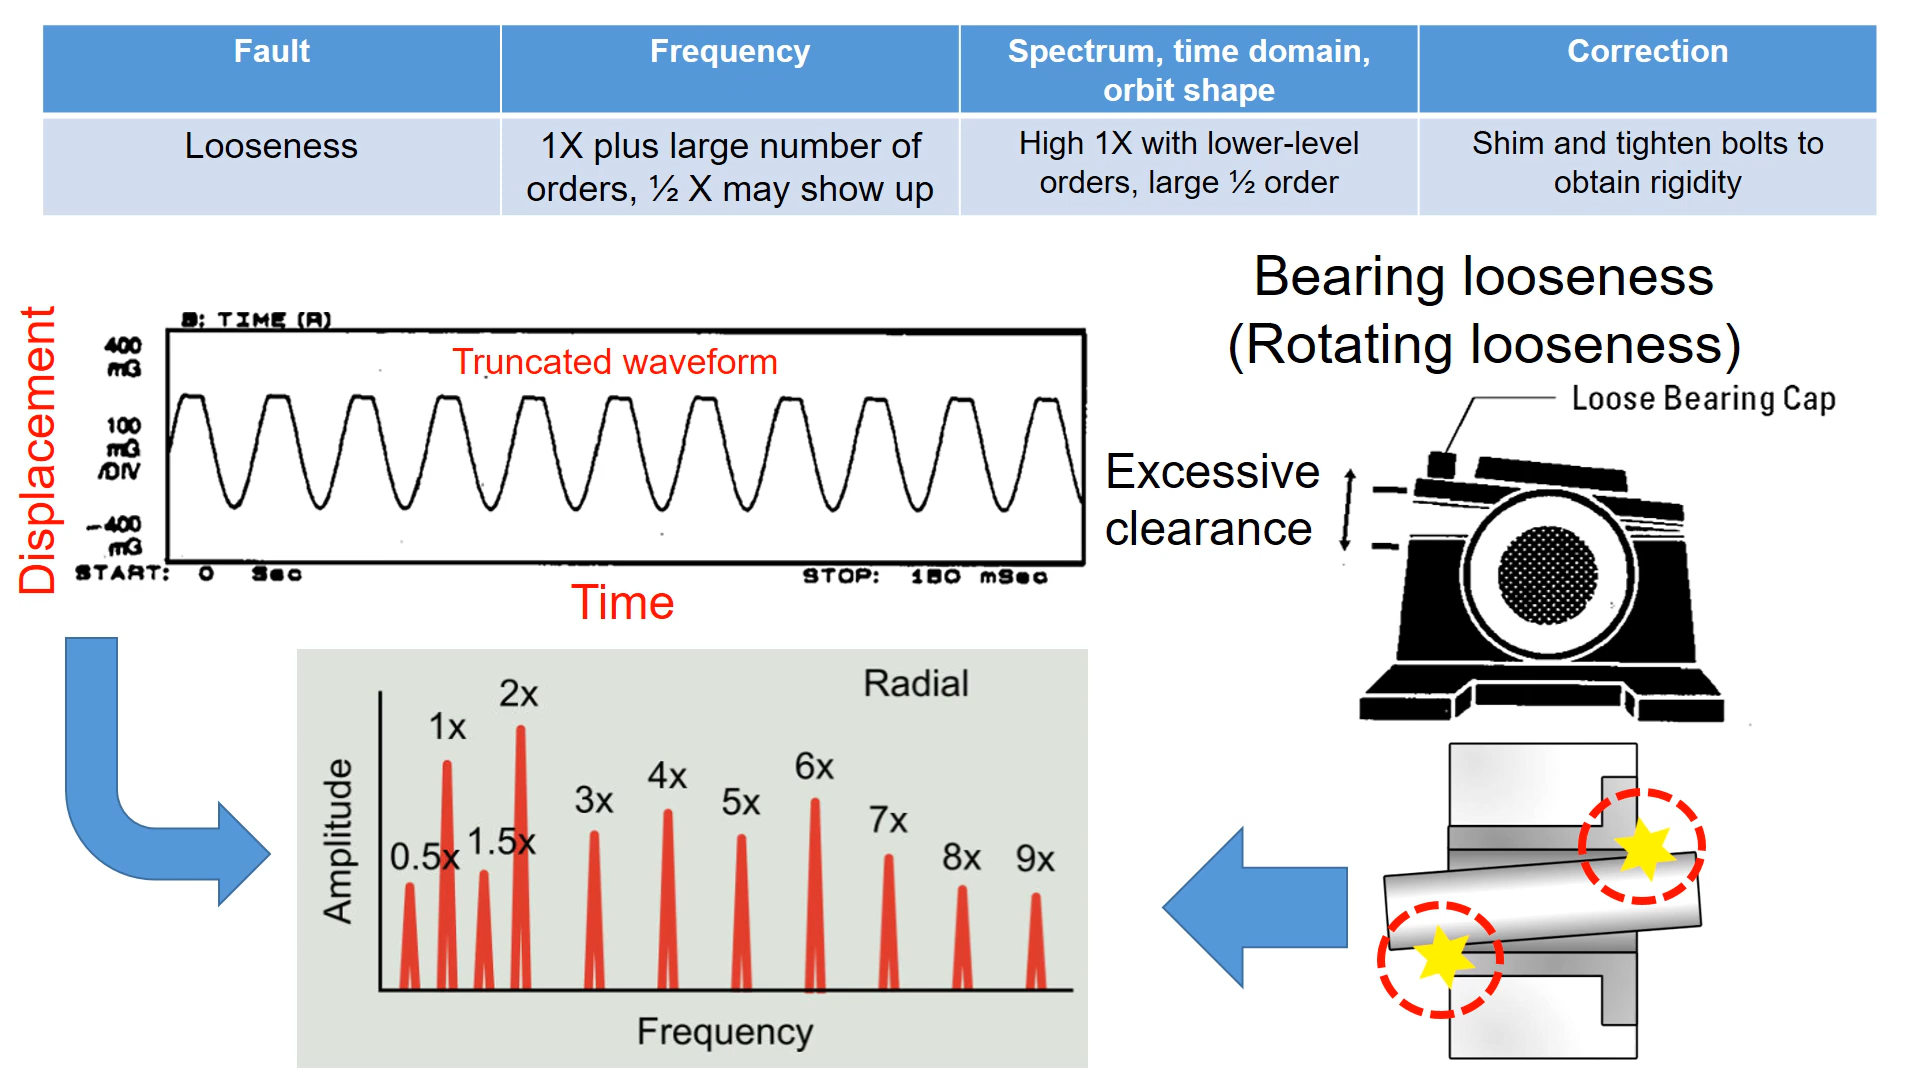 Fault
Frequency
Spectrum, time domain,
orbit shape
Correction
Looseness
1X plus large number of
orders, ½ X may show up
High 1X with lower-level
orders, large ½ order
Shim and tighten bolts to
obtain rigidity
Bearing looseness
(Rotating looseness)
B: TIME (A)
Truncated waveform
Displacement
400
mG
100
mG
/DIV
-400
mG
START: 0 Sec
STOP: 150 mSec
Time
Loose Bearing Cap
Excessive
clearance
Radial
Amplitude
0.5x
1x
1.5x
2x
3x
4x
5x
6x
7x
8x
9x
Frequency